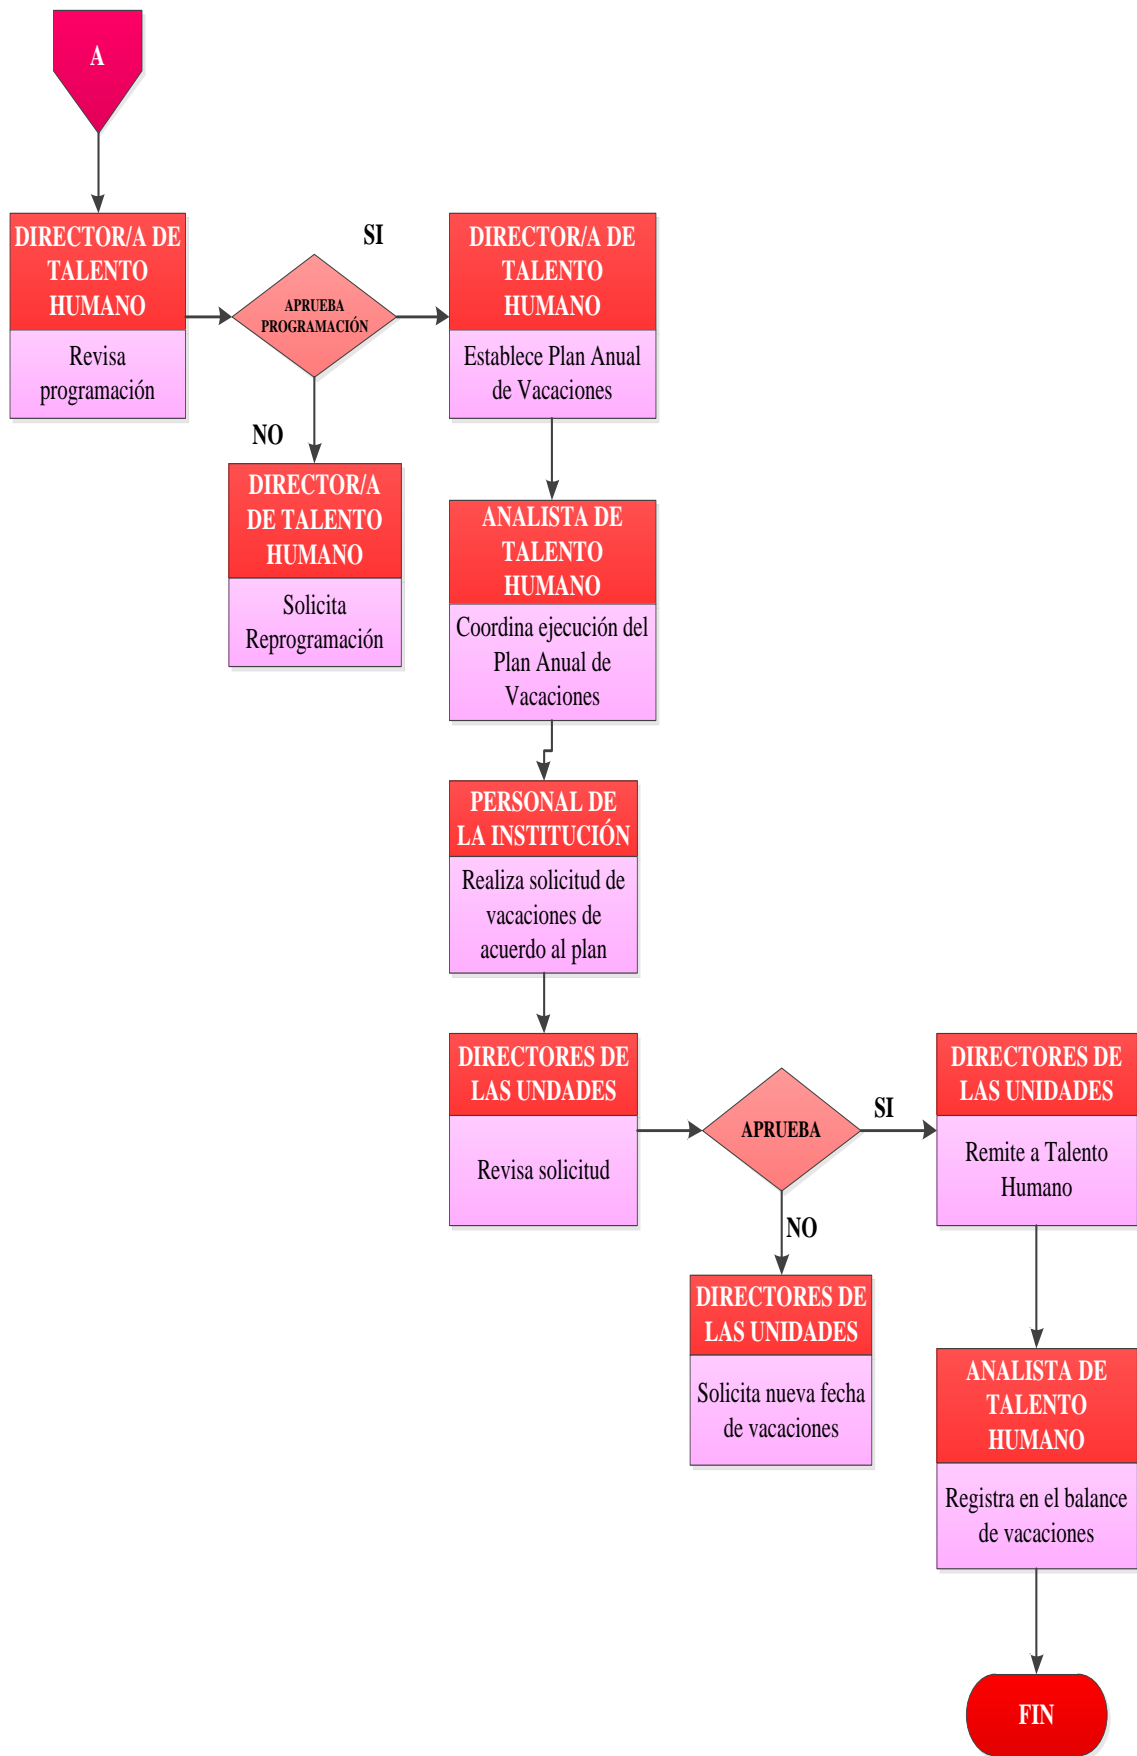 A
DIRECTOR/A DE
TALENTO
HUMANO
Revisa
programación
APRUEBA
PROGRAMACIÓN
SI
NO
DIRECTOR/A
DE TALENTO
HUMANO
Solicita
Reprogramación
DIRECTOR/A DE
TALENTO
HUMANO
Establece Plan Anual
de Vacaciones
ANALISTA DE
TALENTO
HUMANO
Coordina ejecución del
Plan Anual de
Vacaciones
PERSONAL DE
LA INSTITUCIÓN
Realiza solicitud de
vacaciones de
acuerdo al plan
DIRECTORES DE
LAS UNDADES
Revisa solicitud
APRUEBA
SI
NO
DIRECTORES DE
LAS UNIDADES
Solicita nueva fecha
de vacaciones
DIRECTORES DE
LAS UNIDADES
Remite a Talento
Humano
ANALISTA DE
TALENTO
HUMANO
Registra en el balance
de vacaciones
FIN